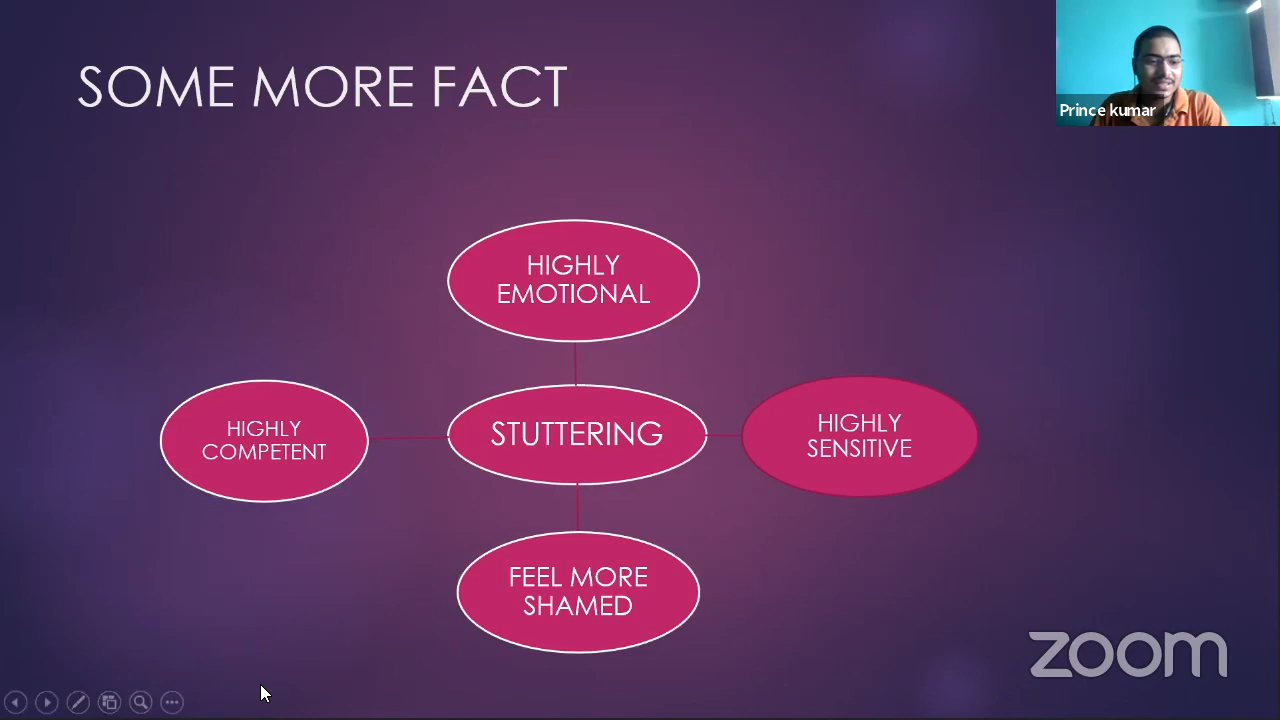 SOME MORE FACT
Prince kumar
HIGHLY
EMOTIONAL
HIGHLY
COMPETENT
STUTTERING
HIGHLY
SENSITIVE
FEEL MORE
SHAMED
zoom